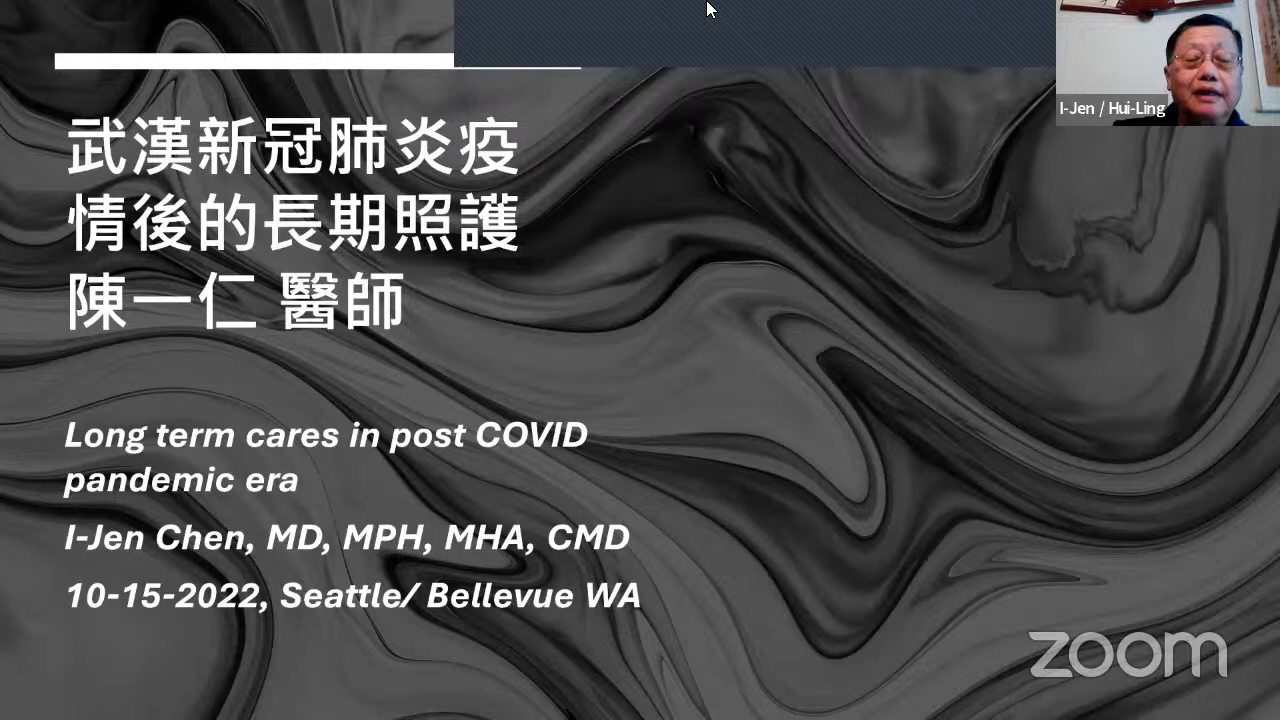 I-Jen / Hui-Ling
武漢新冠肺炎疫
情後的長期照護
陳一仁 醫師
Long term cares in post COVID
pandemic era
I-Jen Chen, MD, MPH, MHA, CMD
10-15-2022, Seattle/ Bellevue WA
zoom